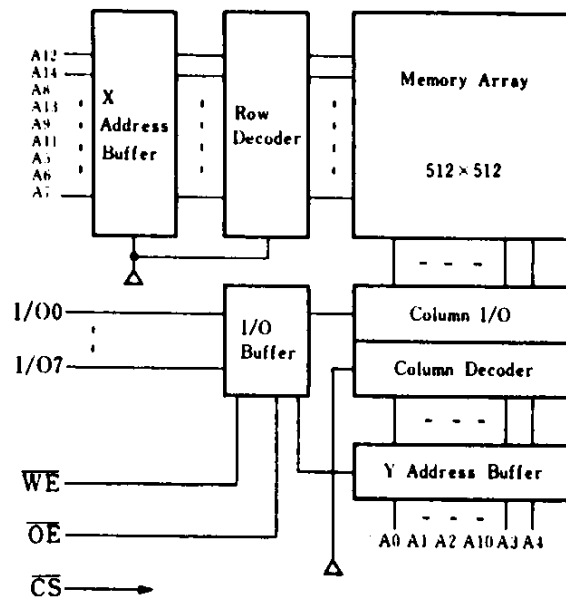 A12
A14
A8
A13
A9
A11
A5
A6
A7
X
Address
Buffer
Row
Decoder
Memory Array
512×512
I/O0
I/O7
I/O
Buffer
Column I/O
Column Decoder
Y Address Buffer
WE
OE
CS
A0 A1 A2 A10 A3 A4